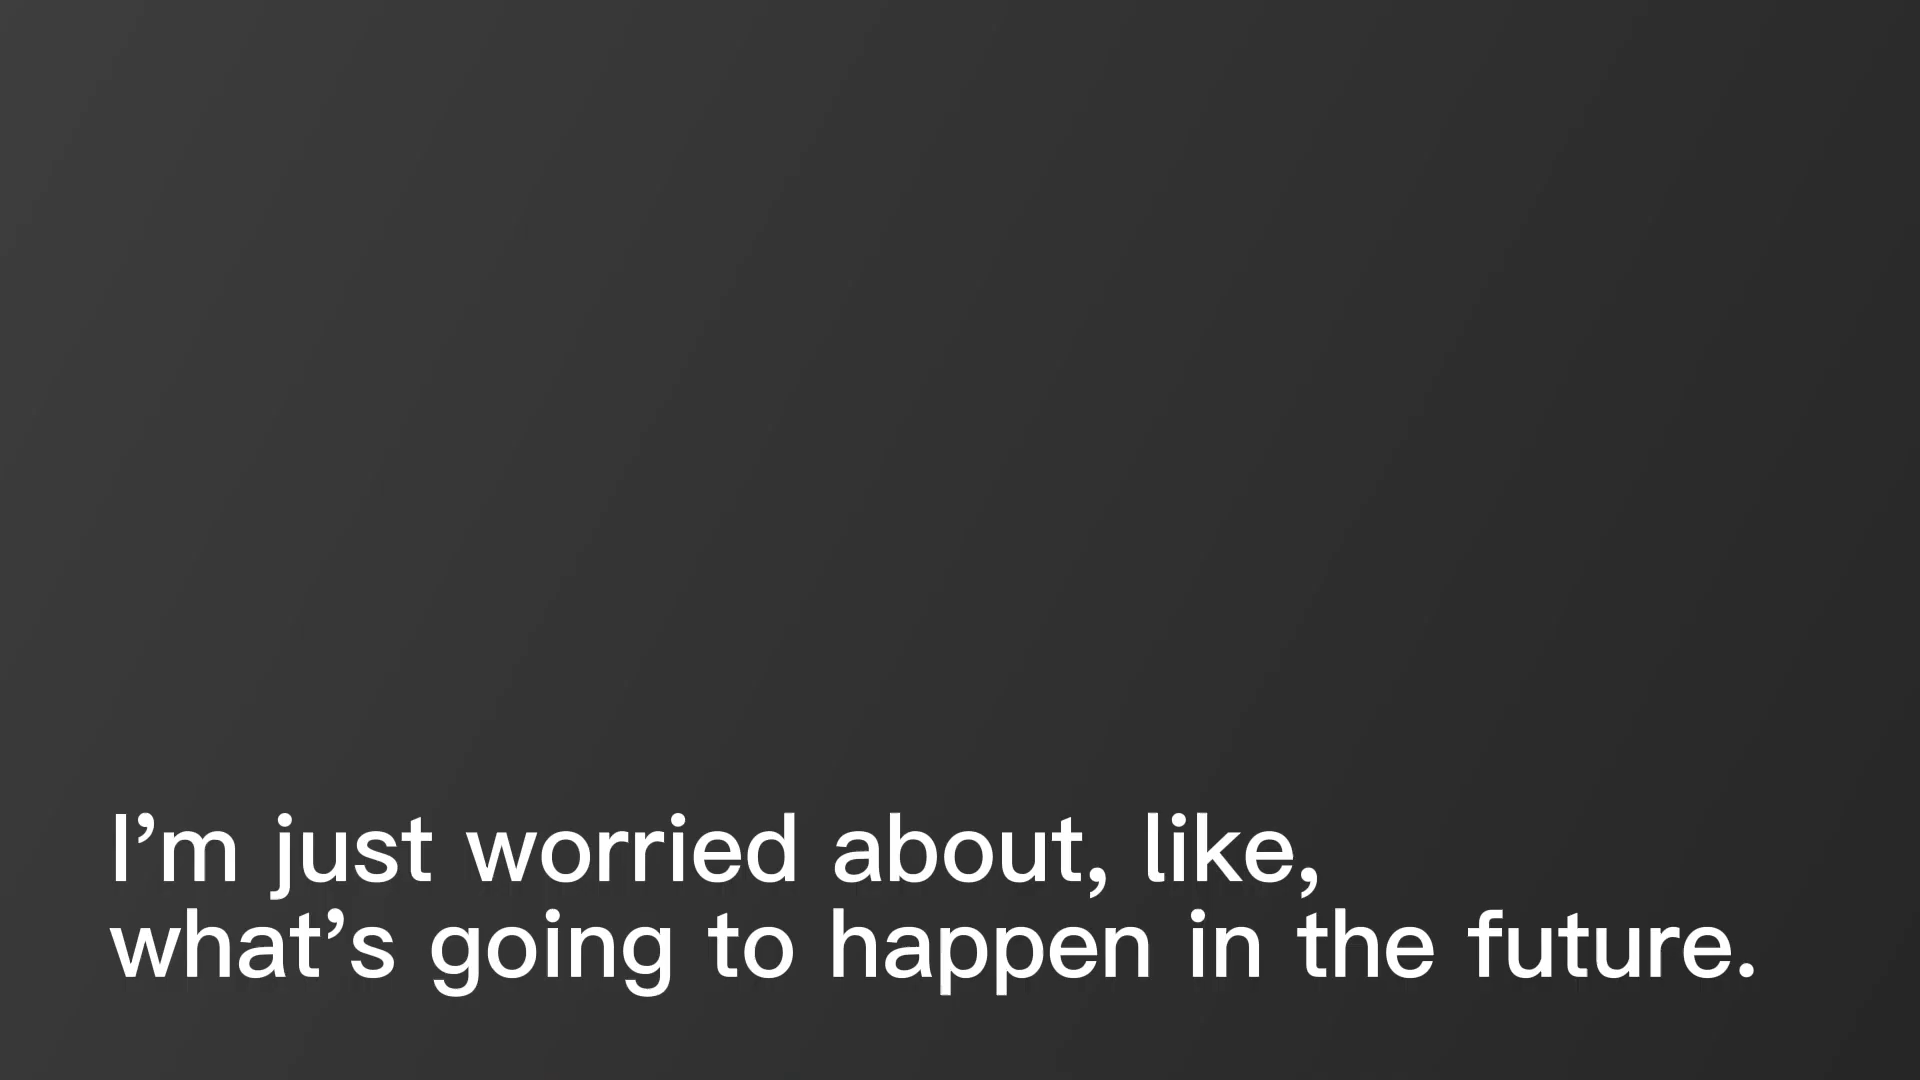 I’m just worried about, like,
what’s going to happen in the future.